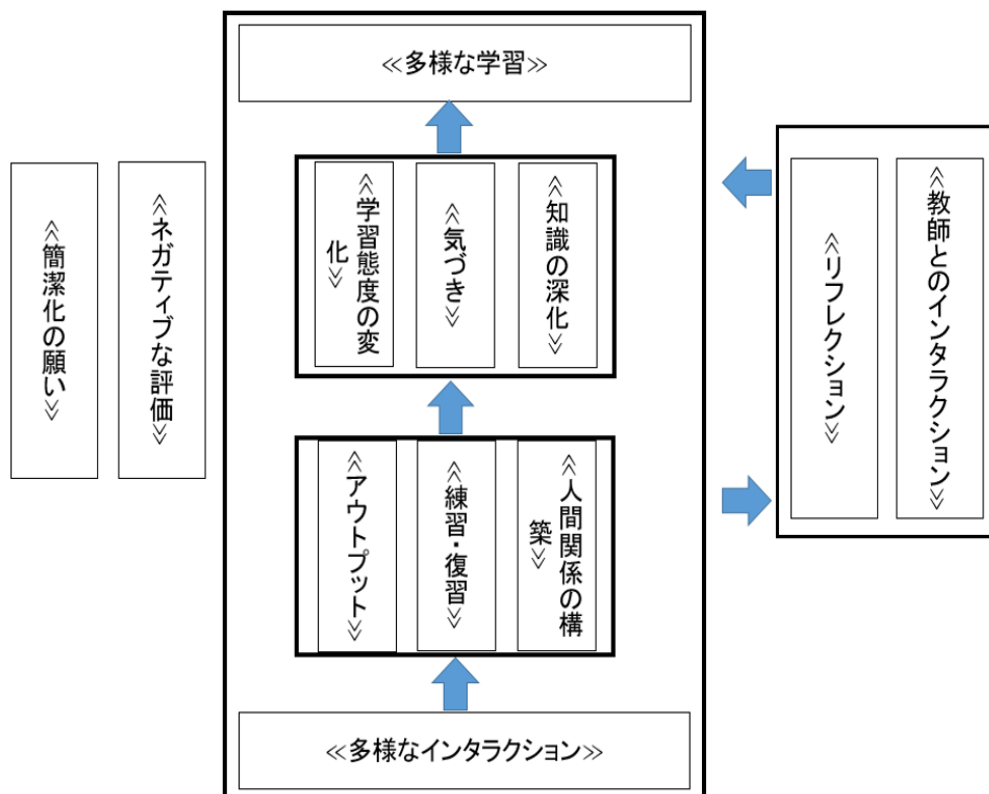 ≪多様な学習≫
≪簡潔化の願い≫
≪ネガティブな評価≫
≪学習態度の変
化≫
≪気づき≫
≪知識の深化≫
≪リフレクション≫
≪教師とのインタラクション≫
≪アウトプット≫
≪練習・復習≫
≪人間関係の構
築≫
≪多様なインタラクション≫